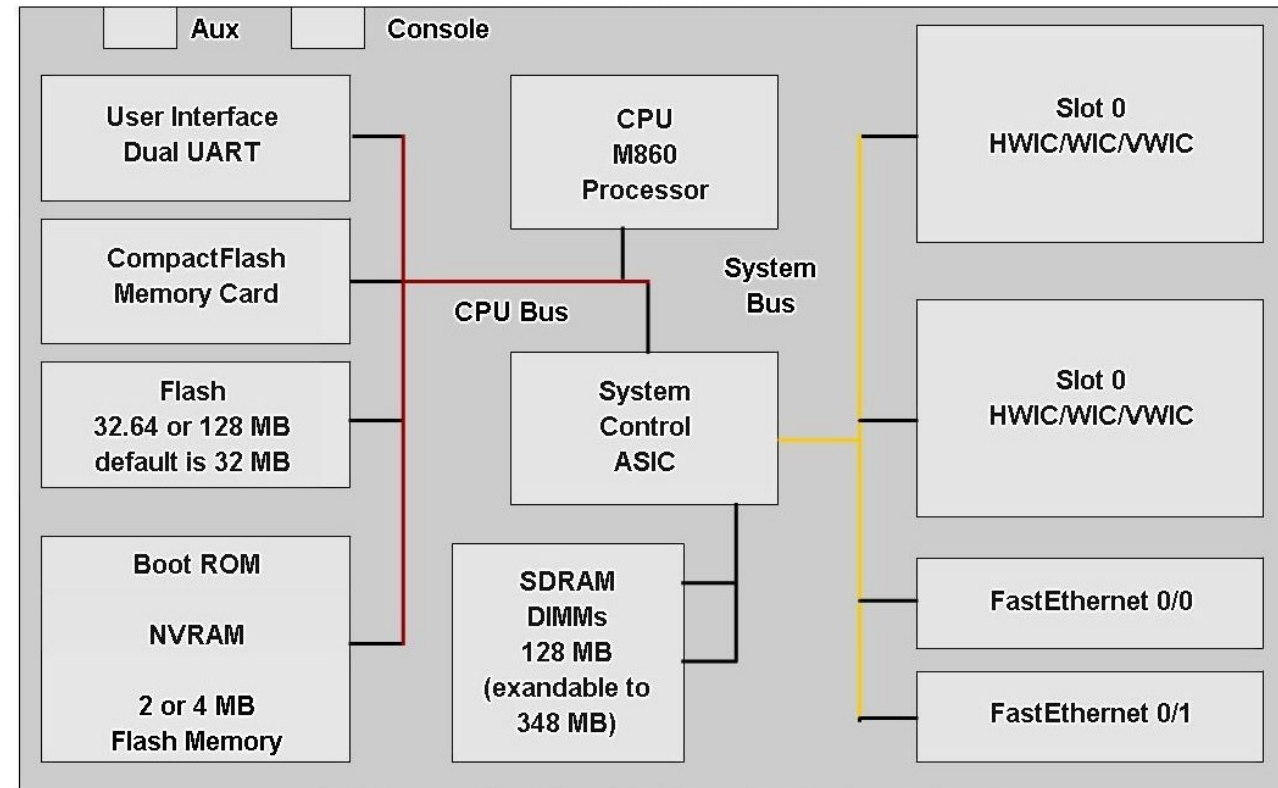 Aux
Console
User Interface
Dual UART
CompactFlash
Memory Card
Flash
32.64 or 128 MB
default is 32 MB
Boot ROM
NVRAM
2 or 4 MB
Flash Memory
CPU
M860
Processor
CPU Bus
System
Bus
System
Control
ASIC
SDRAM
DIMMs
128 MB
(exandable to
348 MB)
Slot 0
HWIC/WIC/VWIC
Slot 0
HWIC/WIC/VWIC
FastEthernet 0/0
FastEthernet 0/1